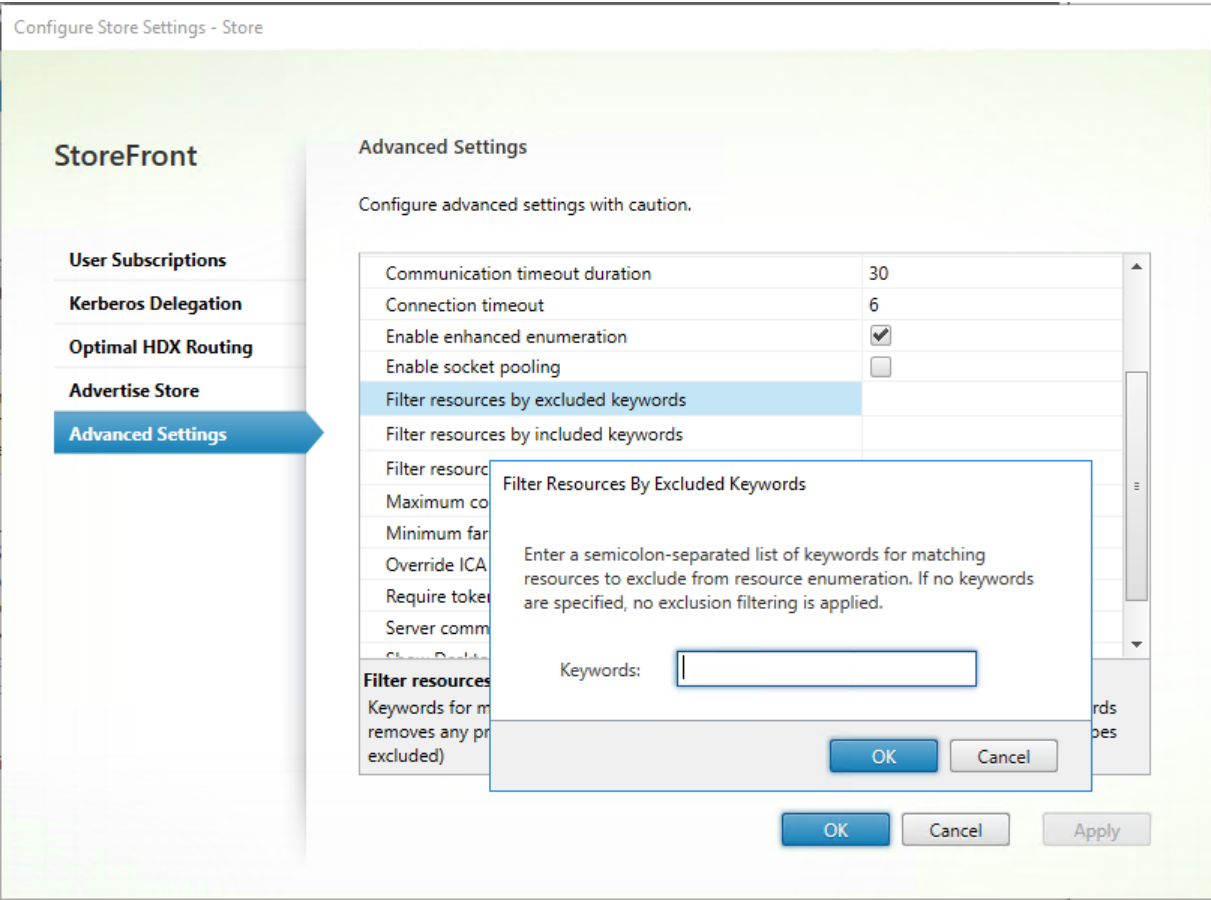 Configure Store Settings - Store
StoreFront
User Subscriptions
Kerberos Delegation
Optimal HDX Routing
Advertise Store
Advanced Settings
Advanced Settings
Configure advanced settings with caution.
Communication timeout duration 30
Connection timeout 6
Enable enhanced enumeration
Enable socket pooling
Filter resources by excluded keywords
Filter resources by included keywords
Filter resourc
Maximum co
Minimum far
Override ICA
Require toke
Server comm
Filter resources
Keywords for m rds
removes any pr pes
excluded)
Filter Resources By Excluded Keywords
Enter a semicolon-separated list of keywords for matching
resources to exclude from resource enumeration. If no keywords
are specified, no exclusion filtering is applied.
Keywords:
OK Cancel
OK Cancel Apply